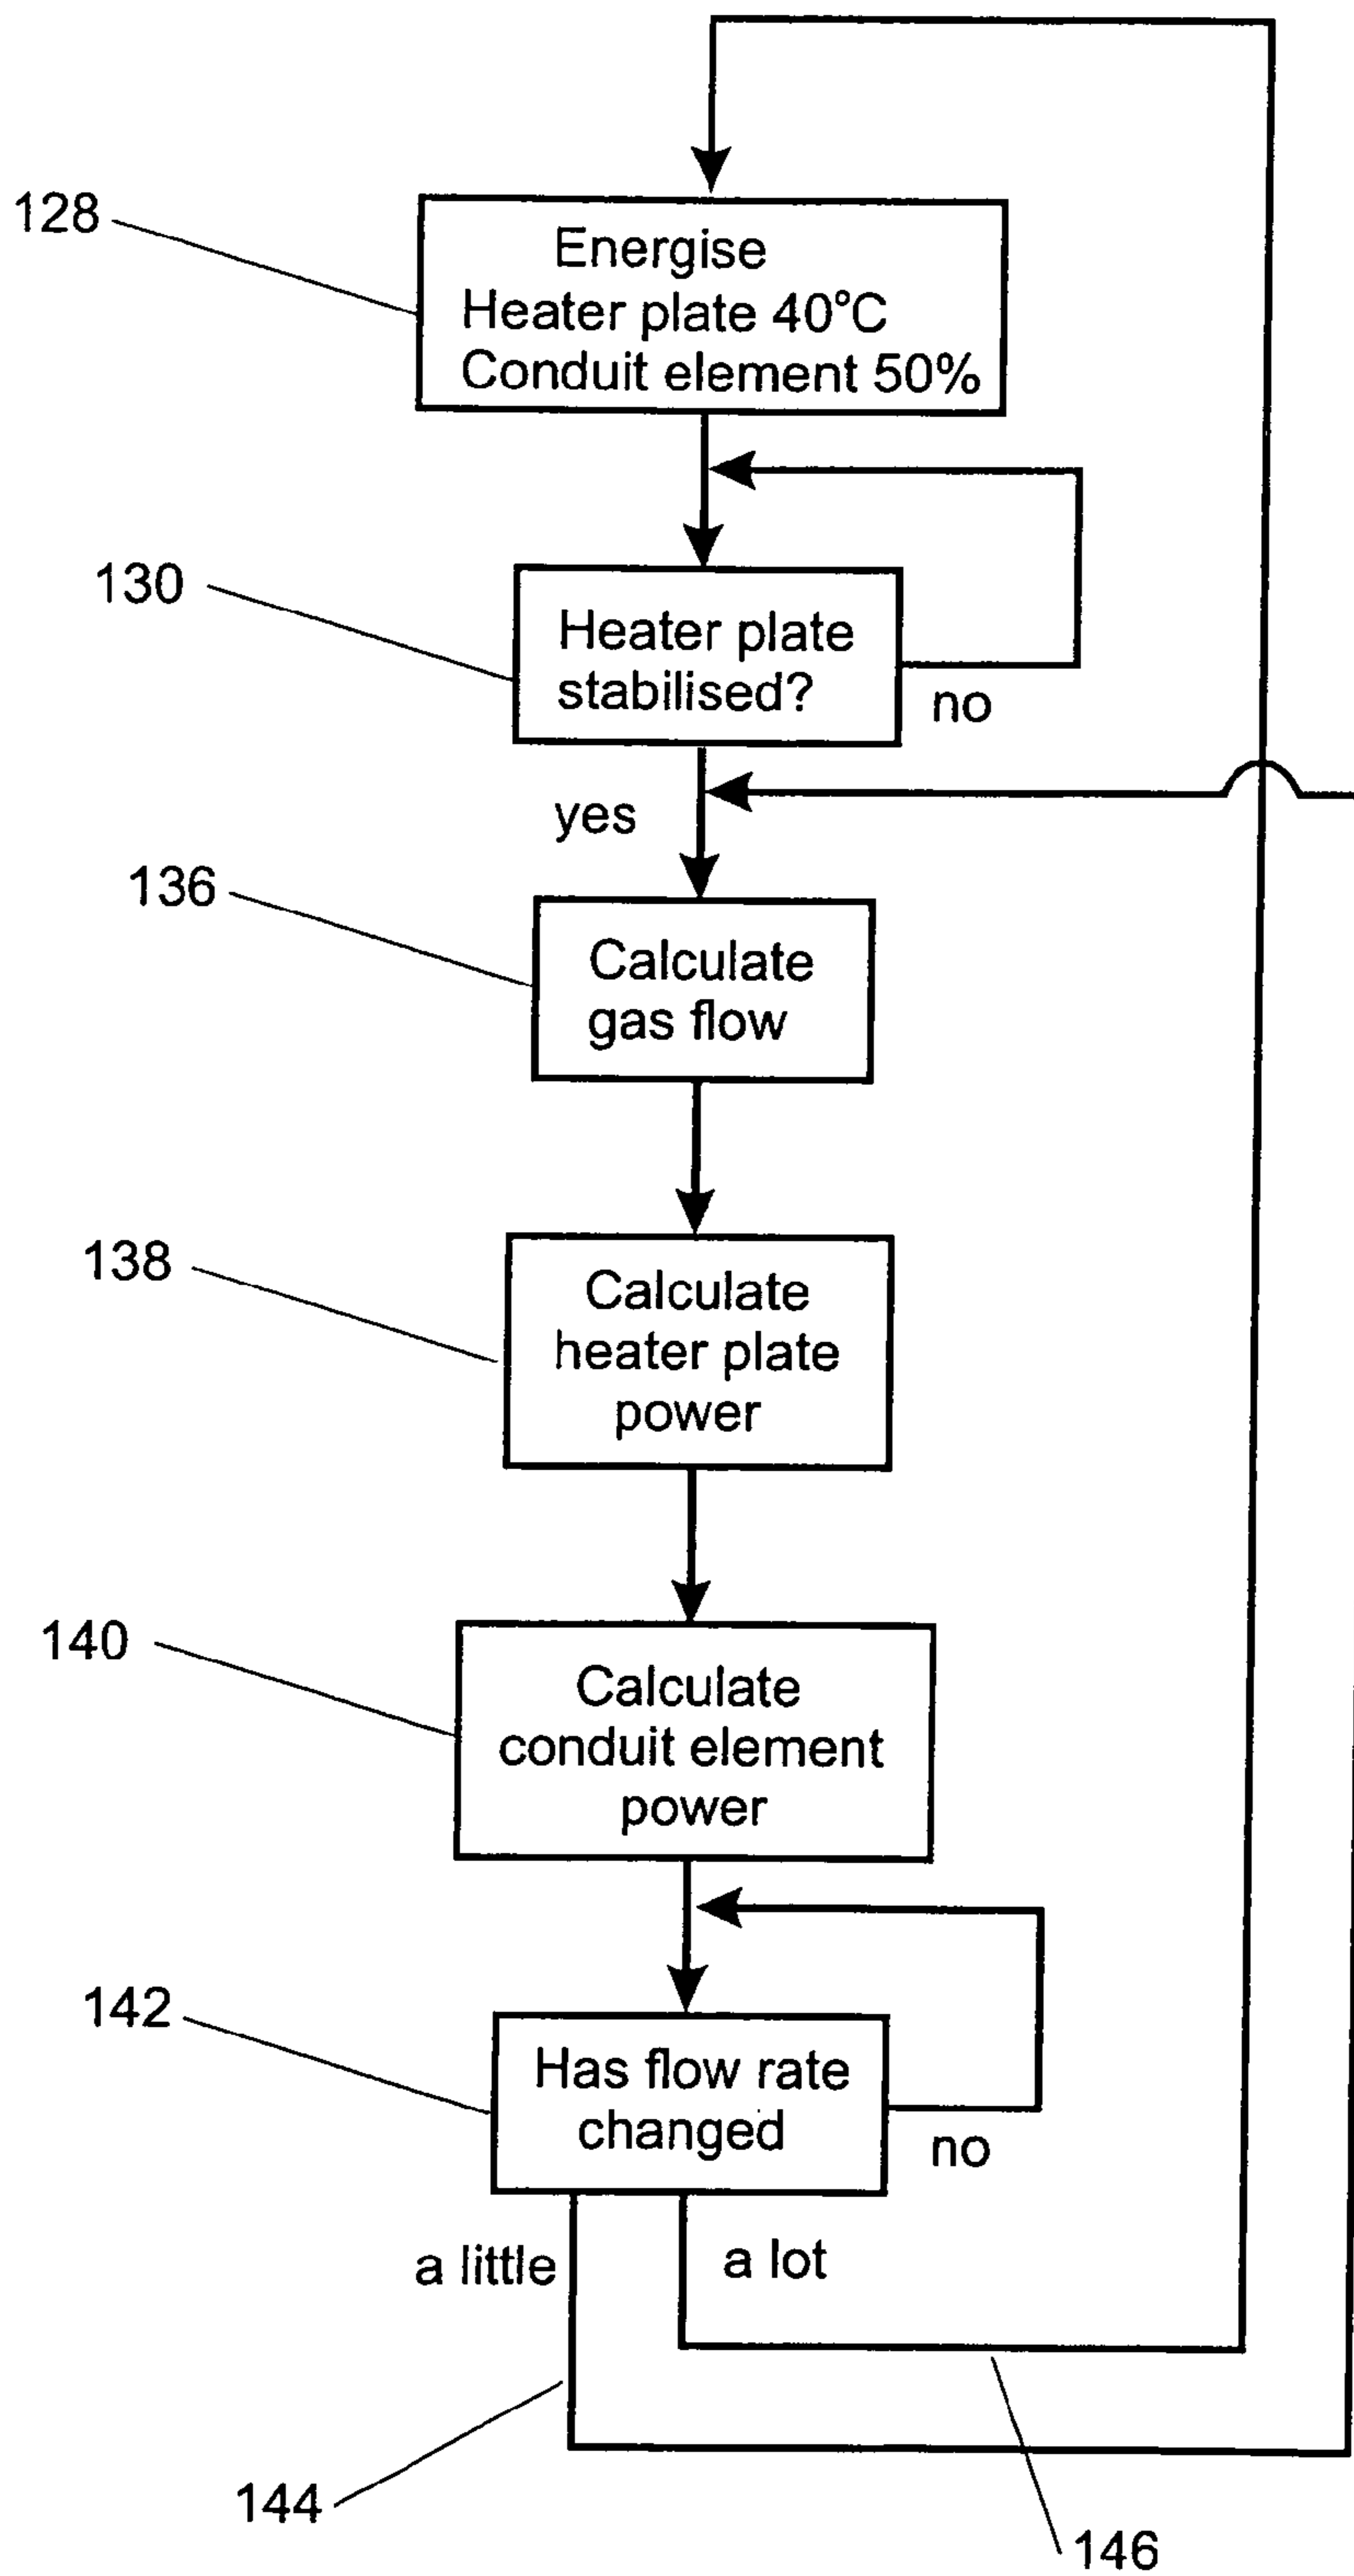 128
Energise
Heater plate 40°C
Conduit element 50%
130
Heater plate
stabilised?
no
yes
136
Calculate
gas flow
138
Calculate
heater plate
power
140
Calculate
conduit element
power
142
Has flow rate
changed
no
a little
a lot
144
146